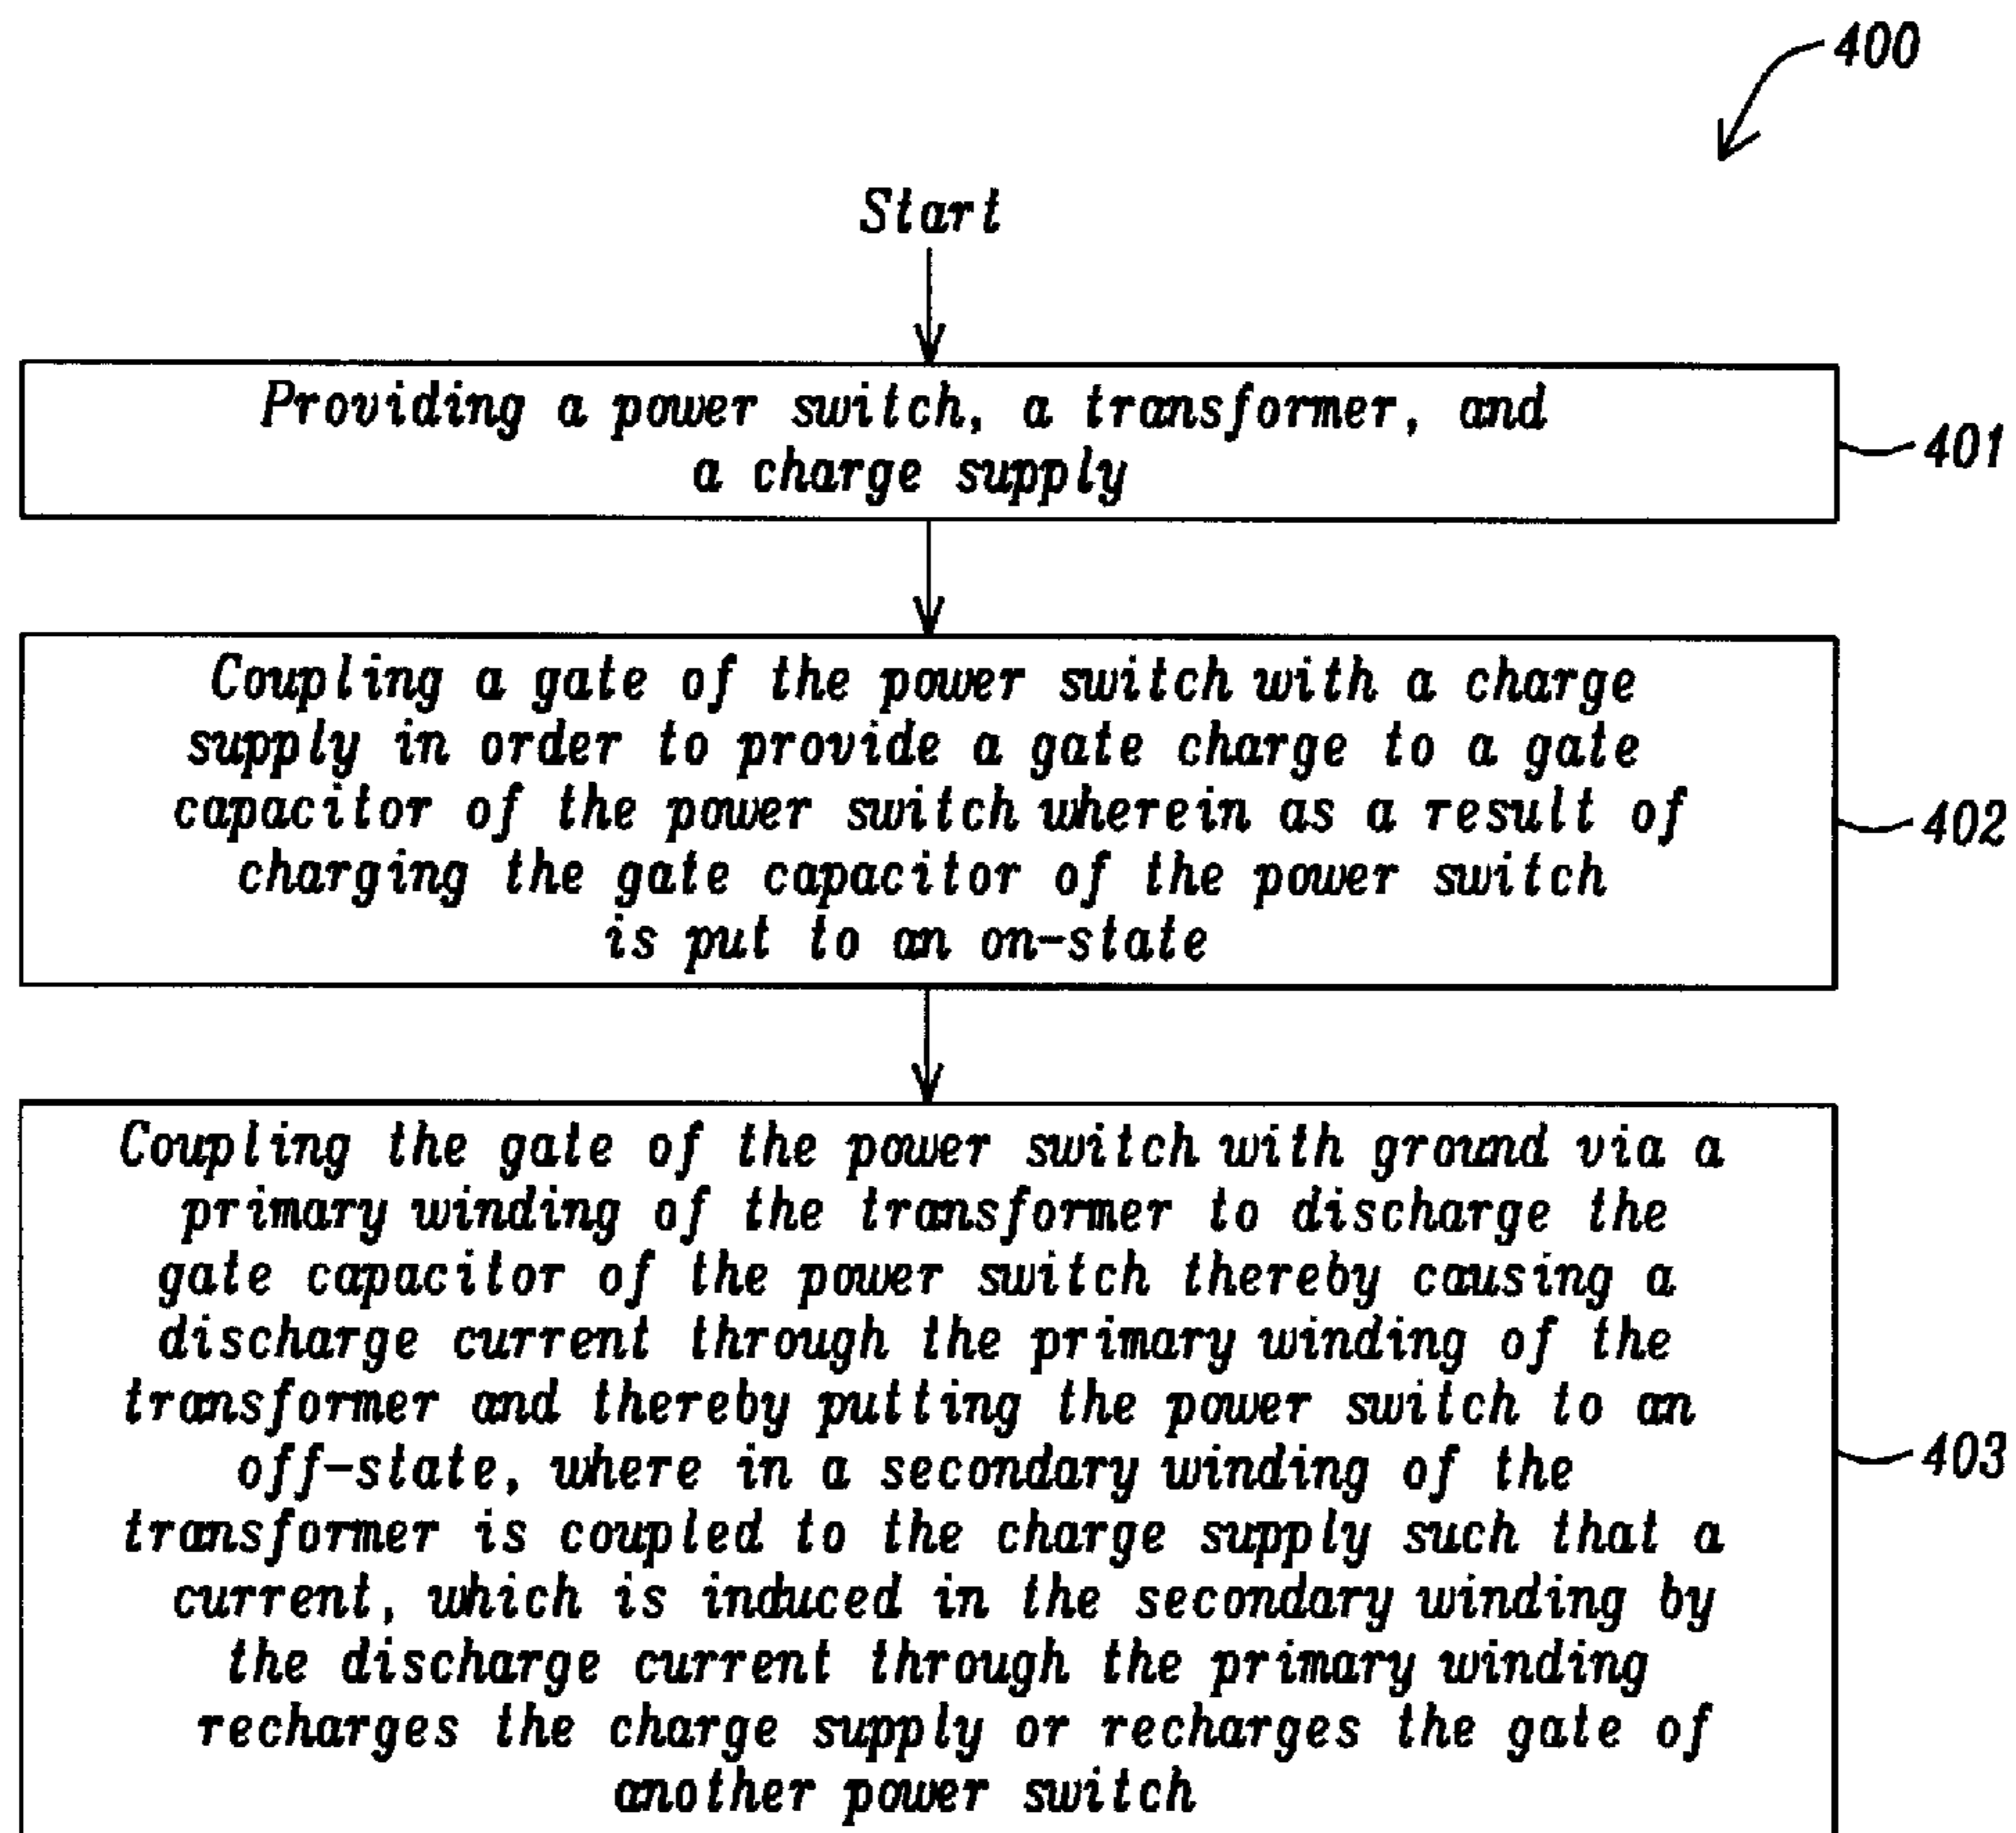 400
Start
Providing a power switch, a transformer, and
a charge supply
401
Coupling a gate of the power switch with a charge
supply in order to provide a gate charge to a gate
capacitor of the power switch wherein as a result of
charging the gate capacitor of the power switch
is put to an on-state
402
Coupling the gate of the power switch with ground via a
primary winding of the transformer to discharge the
gate capacitor of the power switch thereby causing a
discharge current through the primary winding of the
transformer and thereby putting the power switch to an
off-state, where in a secondary winding of the
transformer is coupled to the charge supply such that a
current, which is induced in the secondary winding by
the discharge current through the primary winding
recharges the charge supply or recharges the gate of
another power switch
403